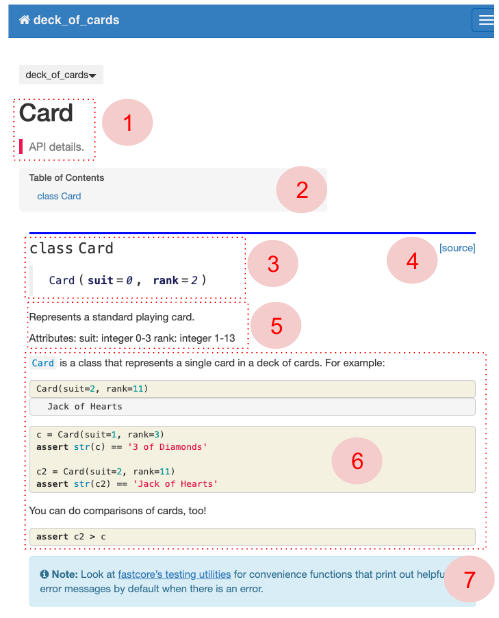 deck_of_cards
deck_of_cards
Card
1
API details.
Table of Contents
2
class Card
class Card
[source]
4
3
Card ( suit = 0 , rank = 2 )
Represents a standard playing card.
5
Attributes: suit: integer 0-3 rank: integer 1-13
Card is a class that represents a single card in a deck of cards. For example:
Card(suit=2, rank=11)
Jack of Hearts
c = Card(suit=1, rank=3)
assert str(c) == '3 of Diamonds'
6
c2 = Card(suit=2, rank=11)
assert str(c2) == 'Jack of Hearts'
You can do comparisons of cards, too!
assert c2 > c
Note: Look at fastcore's testing utilities for convenience functions that print out helpfu
7
error messages by default when there is an error.